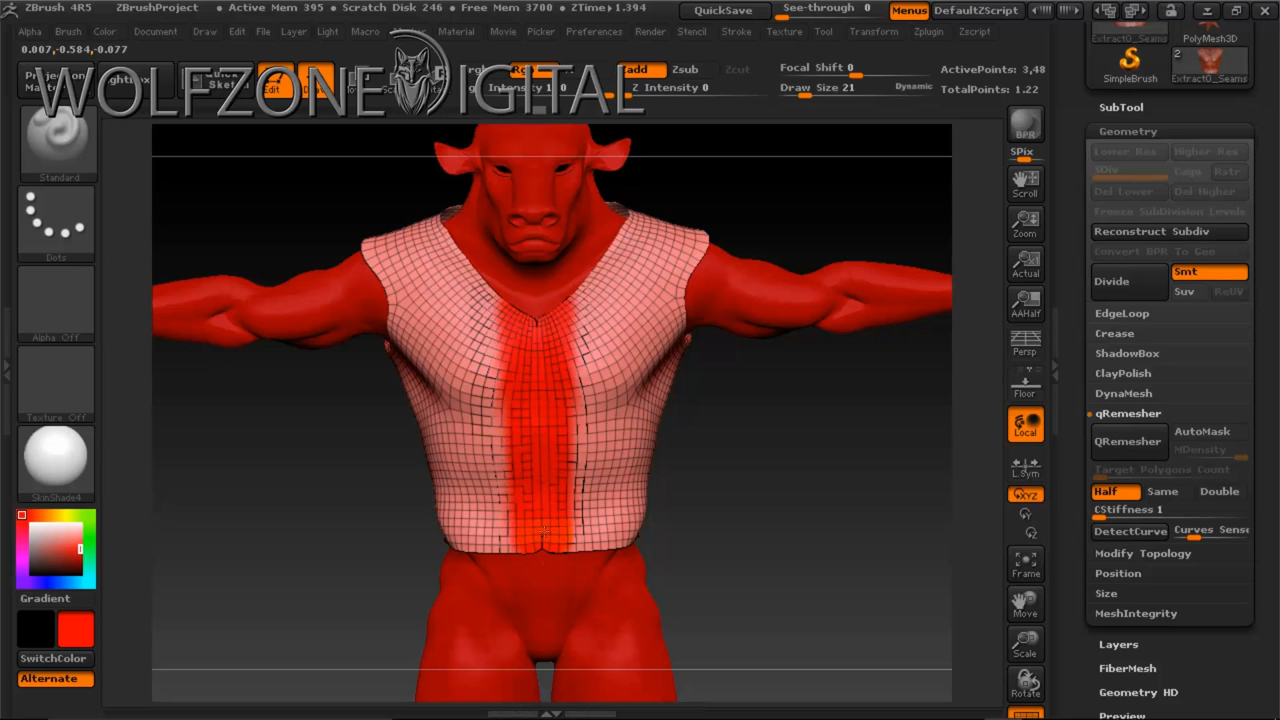 ZBrush 4R5 ZBrushProject • Active Mem 395 • Scratch Disk 246 • Free Mem 3700 • ZTime▸1.394 QuickSave See-through 0 Menus DefaultZScript
Alpha Brush Color Document Draw Edit File Layer Light Macro Material Movie Picker Preferences Render Stencil Stroke Texture Tool Transform Zplugin Zscript
0.007,-0.584,-0.077
WOLFZONE DIGITAL
Edit
Rgb
Zadd Zsub Zcut
Z Intensity 0
Focal Shift 0
Draw Size 21 Dynamic
ActivePoints: 3,48
TotalPoints: 1.22
Standard
Dots
Alpha Off
Texture Off
SkinShade4
Gradient
SwitchColor
Alternate
BPR
SPix
Scroll
Zoom
Actual
AAHalf
Persp
Floor
Local
L.Sym
XYZ
Frame
Move
Scale
Rotate
Extract0_Seams PolyMesh3D
SimpleBrush 2 Extract0_Seams
SubTool
Geometry
Lower Res Higher Res
SDiv Cage Rstr
Del Lower Del Higher
Freeze SubDivision Levels
Reconstruct Subdiv
Convert BPR To Geo
Divide Smt
Suv ReUV
EdgeLoop
Crease
ShadowBox
ClayPolish
DynaMesh
qRemesher
QRemesher AutoMask
MDensity
Target Polygons Count
Half Same Double
CStiffness 1
DetectCurve Curves Sense
Modify Topology
Position
Size
MeshIntegrity
Layers
FiberMesh
Geometry HD
Preview